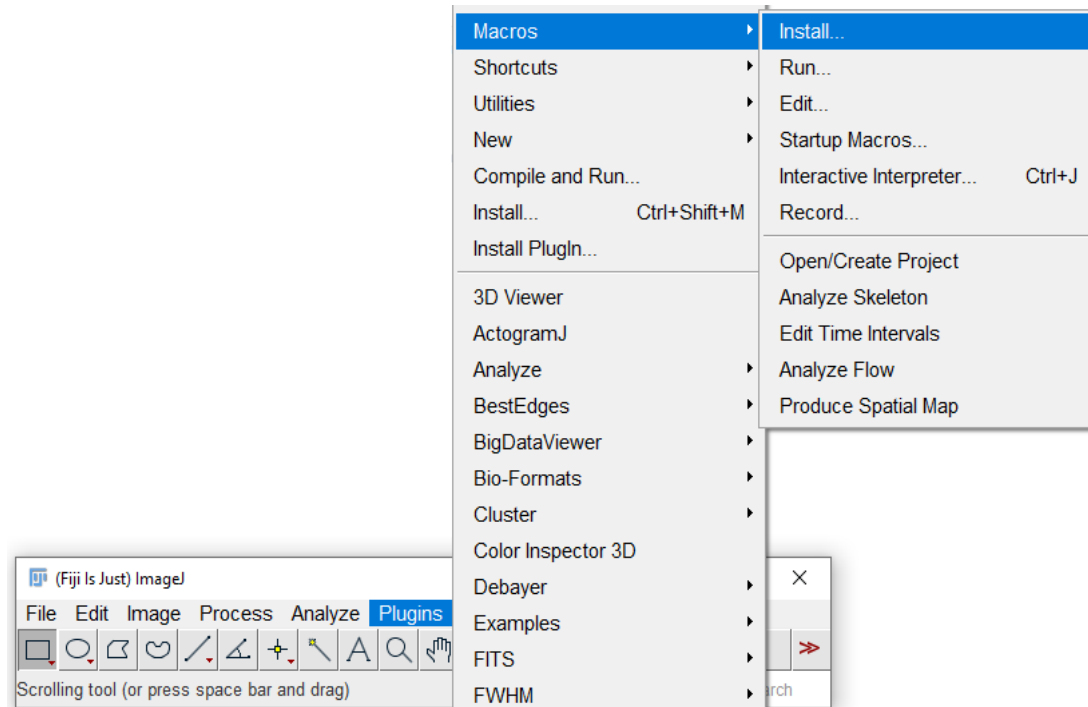 Macros
Shortcuts
Utilities
New
Compile and Run...
Install... Ctrl+Shift+M
Install PlugIn...
3D Viewer
ActogramJ
Analyze
BestEdges
BigDataViewer
Bio-Formats
Cluster
Color Inspector 3D
Debayer
Examples
FITS
FWHM
Install...
Run...
Edit...
Startup Macros...
Interactive Interpreter... Ctrl+J
Record...
Open/Create Project
Analyze Skeleton
Edit Time Intervals
Analyze Flow
Produce Spatial Map
(Fiji Is Just) ImageJ
File Edit Image Process Analyze Plugins
A
Scrolling tool (or press space bar and drag)